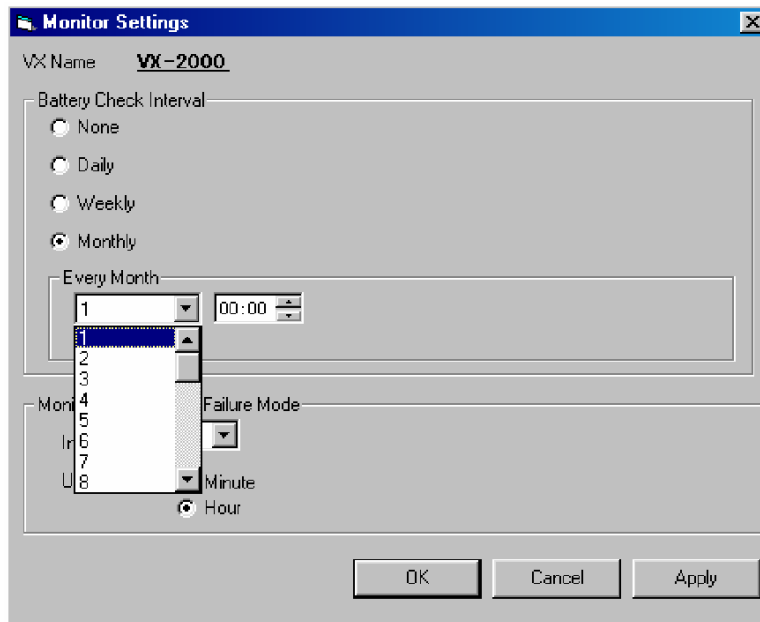 Monitor Settings
VX Name VX-2000
Battery Check Interval
None
Daily
Weekly
Monthly
Every Month
1 00:00
1
2
3
4
5
6
7
8
Failure Mode
Minute
Hour
OK Cancel Apply